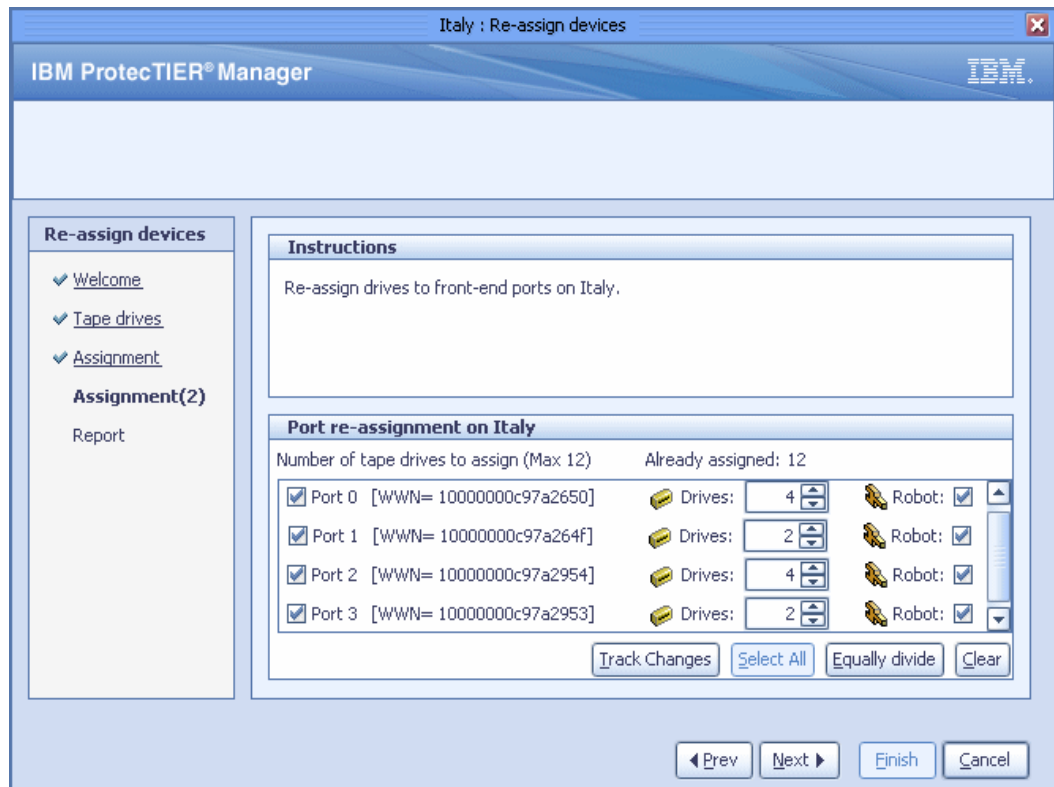 Italy : Re-assign devices
IBM ProtecTIER® Manager
IBM.
Re-assign devices
Welcome
Tape drives
Assignment
Assignment(2)
Report
Instructions
Re-assign drives to front-end ports on Italy.
Port re-assignment on Italy
Number of tape drives to assign (Max 12) Already assigned: 12
Port 0 [WWN= 10000000c97a2650] Drives: 4 Robot:
Port 1 [WWN= 10000000c97a264f] Drives: 2 Robot:
Port 2 [WWN= 10000000c97a2954] Drives: 4 Robot:
Port 3 [WWN= 10000000c97a2953] Drives: 2 Robot:
Track Changes Select All Equally divide Clear
Prev Next Finish Cancel